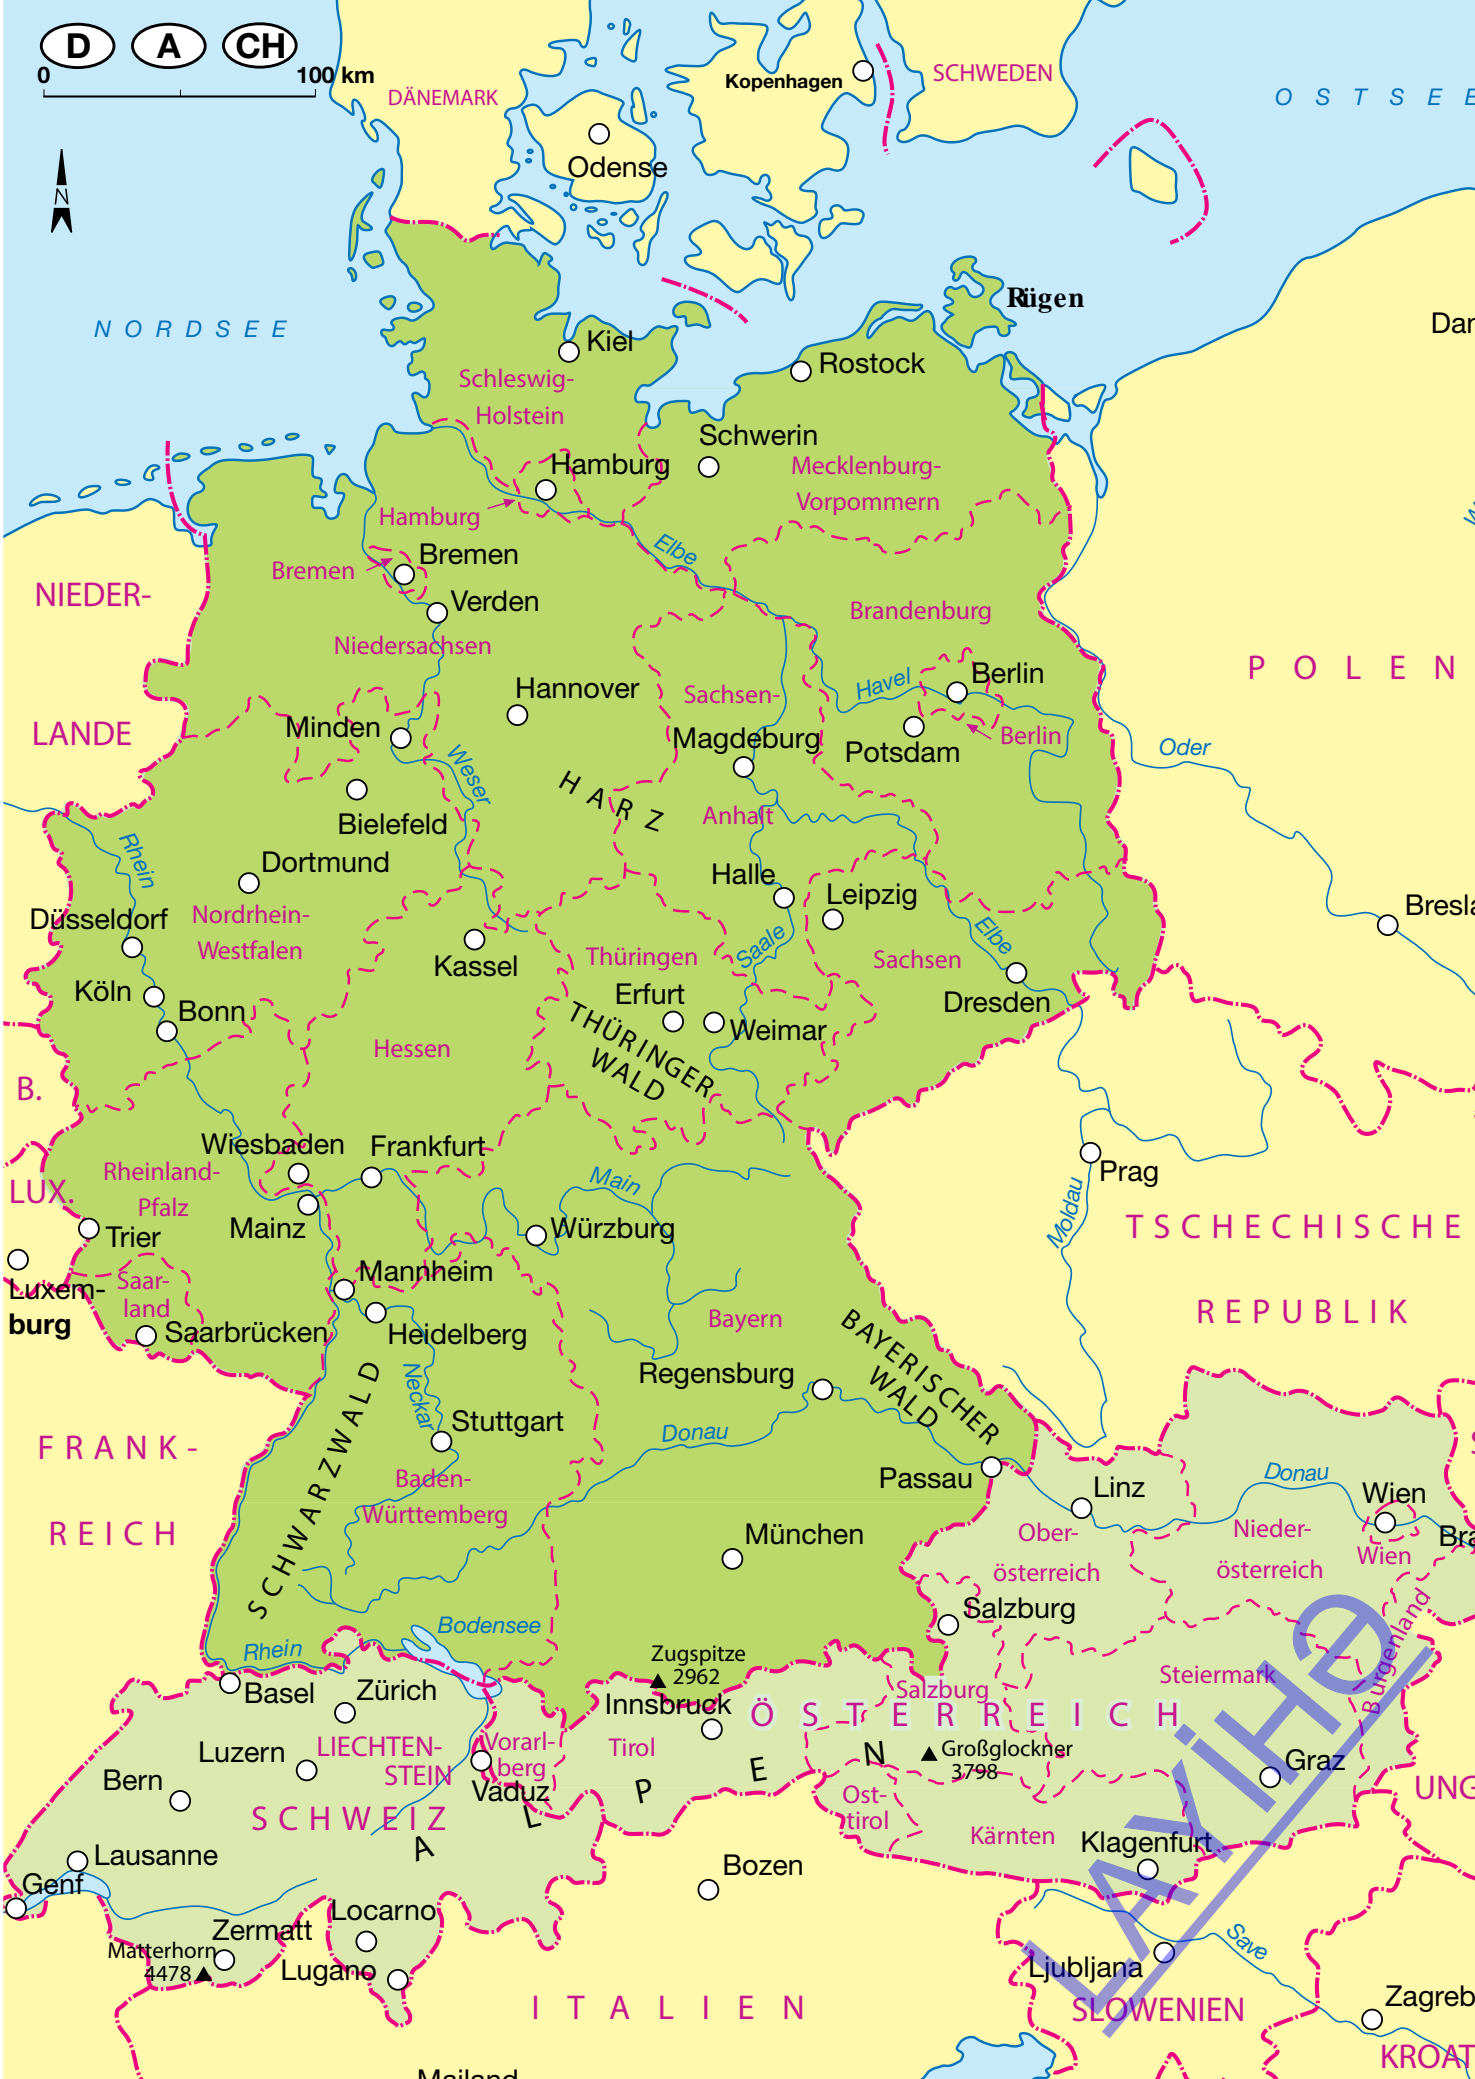 D A CH
0 100 km
N
DÄNEMARK
Kopenhagen
SCHWEDEN
OSTSEE
Odense
NORDSEE
Rügen
Kiel
Rostock
Schleswig-
Holstein
Schwerin
Mecklenburg-
Vorpommern
Hamburg
Hamburg
Elbe
Bremen
Bremen
Verden
Niedersachsen
NIEDER-
LANDE
Brandenburg
POLEN
Hannover
Sachsen-
Anhalt
Havel
Berlin
Berlin
Minden
Magdeburg
Potsdam
Oder
Weser
HARZ
Bielefeld
Rhein
Dortmund
Halle
Leipzig
Düsseldorf
Nordrhein-
Westfalen
Kassel
Thüringen
Saale
Sachsen
Elbe
Köln
Bonn
Erfurt
Weimar
Dresden
THÜRINGER
WALD
Hessen
B.
Wiesbaden
Frankfurt
Prag
LUX.
Rheinland-
Pfalz
Main
Moldau
Trier
Mainz
Würzburg
TSCHECHISCHE
REPUBLIK
Luxem-
burg
Saar-
land
Mannheim
Saarbrücken
Heidelberg
Bayern
BAYERISCHER
WALD
Regensburg
Neckar
SCHWARZWALD
Stuttgart
Donau
FRANK-
REICH
Baden-
Württemberg
Passau
Linz
Donau
Wien
Wien
München
Ober-
österreich
Nieder-
österreich
Salzburg
Burgenland
Bodensee
Rhein
Zugspitze
2962
Steiermark
Basel
Zürich
Innsbruck
Salzburg
ÖSTERREICH
Luzern
LIECHTEN-
STEIN
Vorarl-
berg
Tirol
Großglockner
3798
Graz
Bern
Vaduz
ALPEN
Ost-
tirol
SCHWEIZ
Kärnten
Klagenfurt
Lausanne
Genf
Bozen
Locarno
Zermatt
Matterhorn
4478
Lugano
Save
Ljubljana
SLOWENIEN
ITALIEN
Zagreb
LAYİHƏ